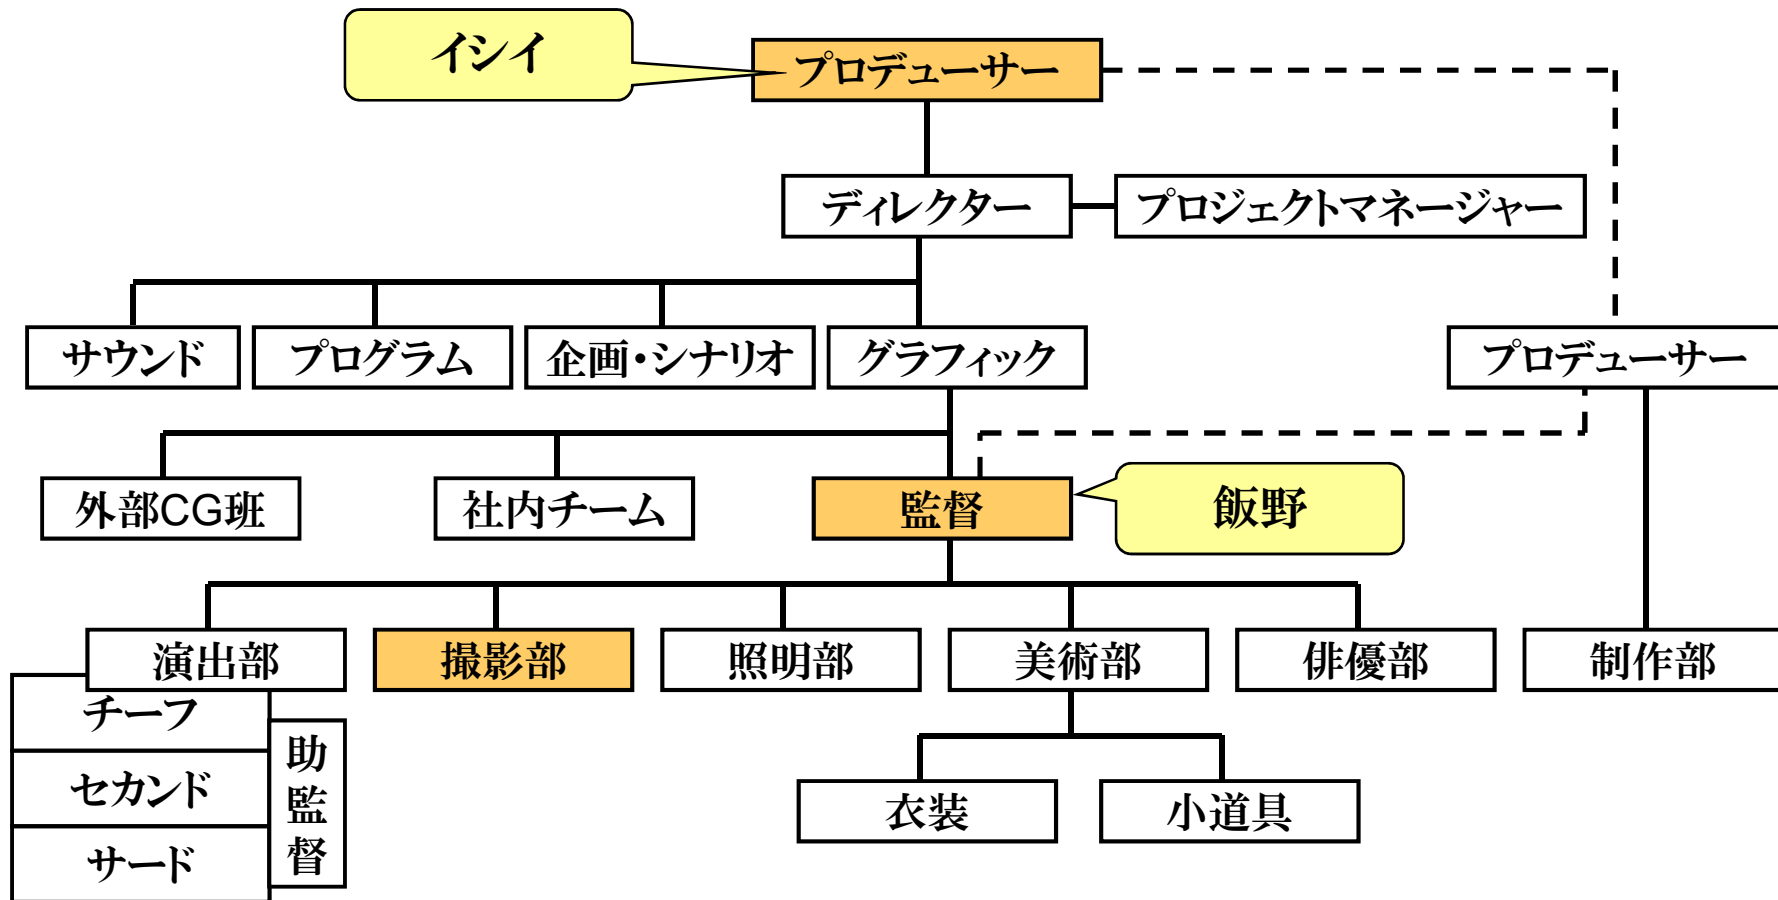 イシイ
プロデューサー
ディレクター
プロジェクトマネージャー
サウンド
プログラム
企画・シナリオ
グラフィック
プロデューサー
外部CG班
社内チーム
監督
飯野
演出部
撮影部
照明部
美術部
俳優部
制作部
チーフ
セカンド
サード
助監督
衣装
小道具